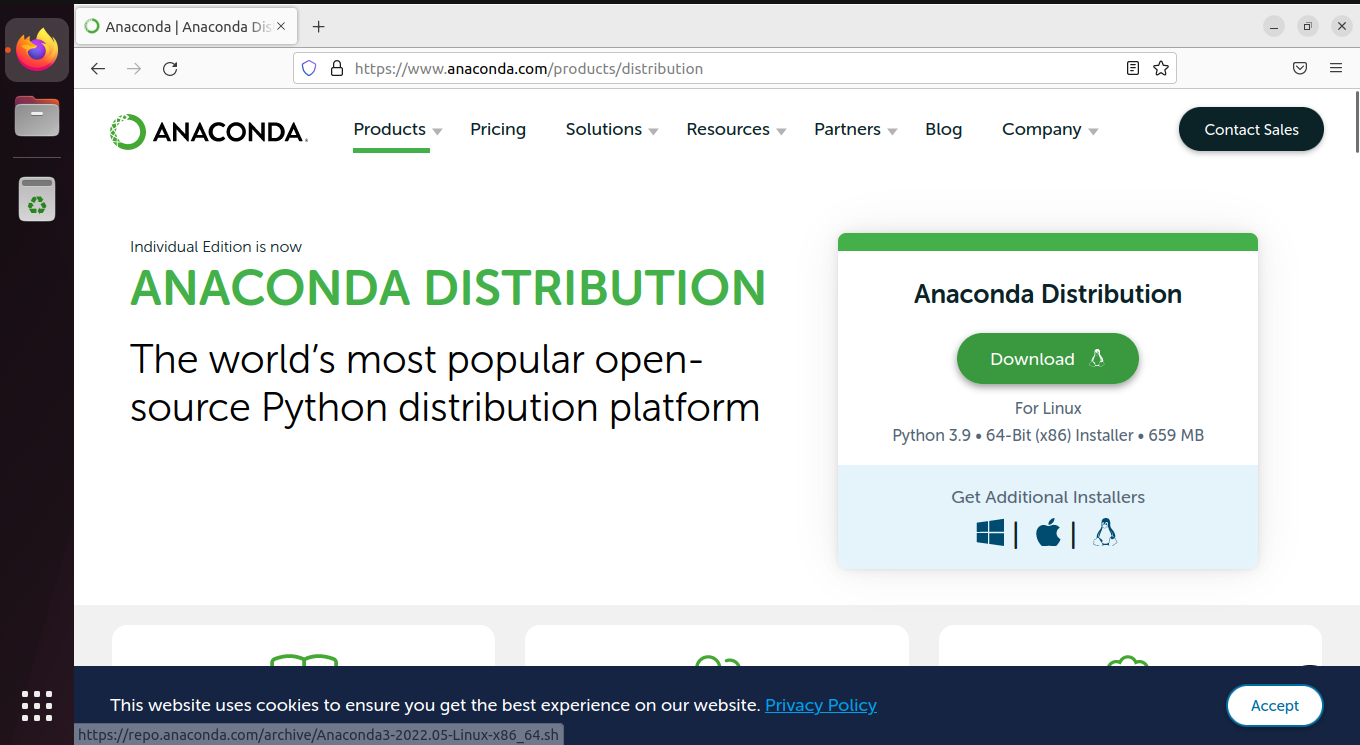 Anaconda | Anaconda Dis
https://www.anaconda.com/products/distribution
ANACONDA.
Products
Pricing
Solutions
Resources
Partners
Blog
Company
Contact Sales
Individual Edition is now
ANACONDA DISTRIBUTION
The world’s most popular open-
source Python distribution platform
Anaconda Distribution
Download
For Linux
Python 3.9 • 64-Bit (x86) Installer • 659 MB
Get Additional Installers
| |
This website uses cookies to ensure you get the best experience on our website. Privacy Policy
Accept
https://repo.anaconda.com/archive/Anaconda3-2022.05-Linux-x86_64.sh